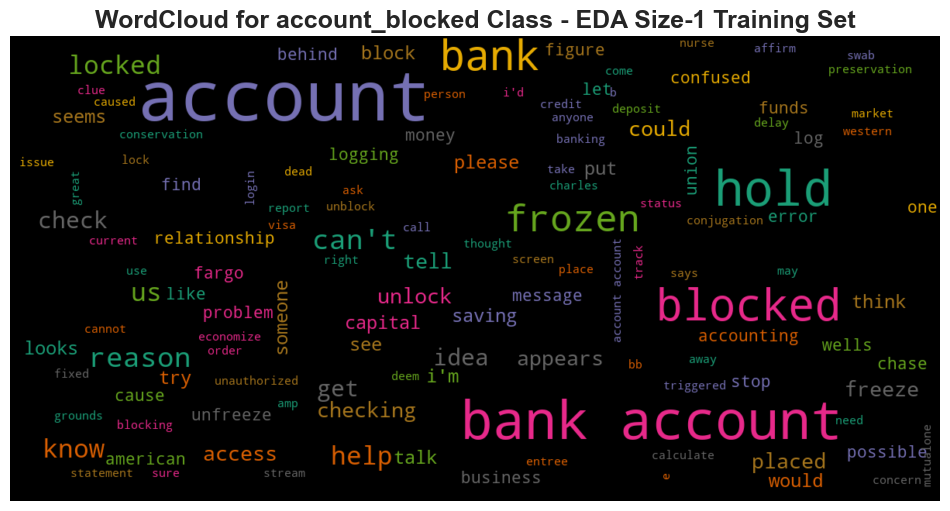 WordCloud for account_blocked Class - EDA Size-1 Training Set
behind block bank figure nurse affirm swab
locked come confused preservation
clue account person i'd let b
caused credit deposit funds market
seems anyone could delay western
conservation money banking log
issue lock logging please put union
dead take
find login ask charles hold
great report unblock frozen status one
check visa call conjugation error
current relationship can't thought
right tell screen place account account track says may
use fargo
us like someone unlock message blocked think
problem capital saving
cannot economize accounting
looks order see wells
reason idea appears away chase
fixed try unauthorized deem i'm bb triggered stop
cause get freeze
grounds unfreeze amp checking bank account need
blocking
know american access help talk entree calculate placed possible mutualone
statement sure stream business e would concern